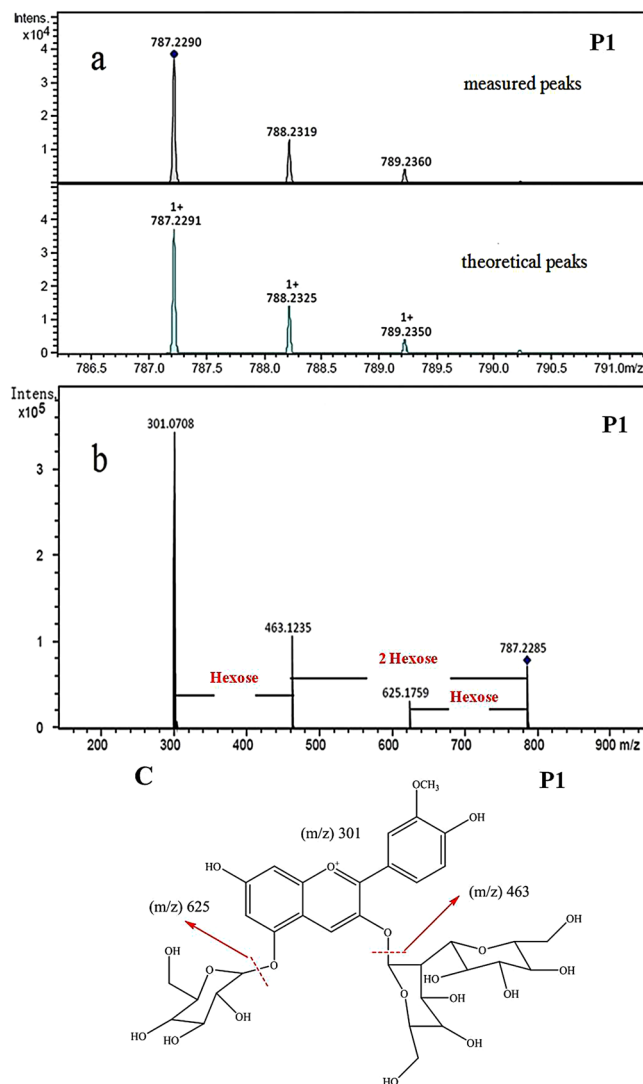 Intens.
x10⁴
787.2290
P1
a
measured peaks
4
3
2
1
788.2319
789.2360
1+
787.2291
theoretical peaks
4
3
2
1
0
1+
788.2325
1+
789.2350
786.5 787.0 787.5 788.0 788.5 789.0 789.5 790.0 790.5 791.0m/z
Intens.
x10⁵
301.0708
P1
b
3
2
1
0
463.1235
2 Hexose
787.2285
Hexose
625.1759
Hexose
200 300 400 500 600 700 800 900 m/z
C
P1
OCH₃
OH
(m/z) 301
O⁺
HO
(m/z) 625
(m/z) 463
O
O
OH
OH
O
O
O
OH
HO
OH
OH
OH
O
OH
HO
HO
OH
OH
HO